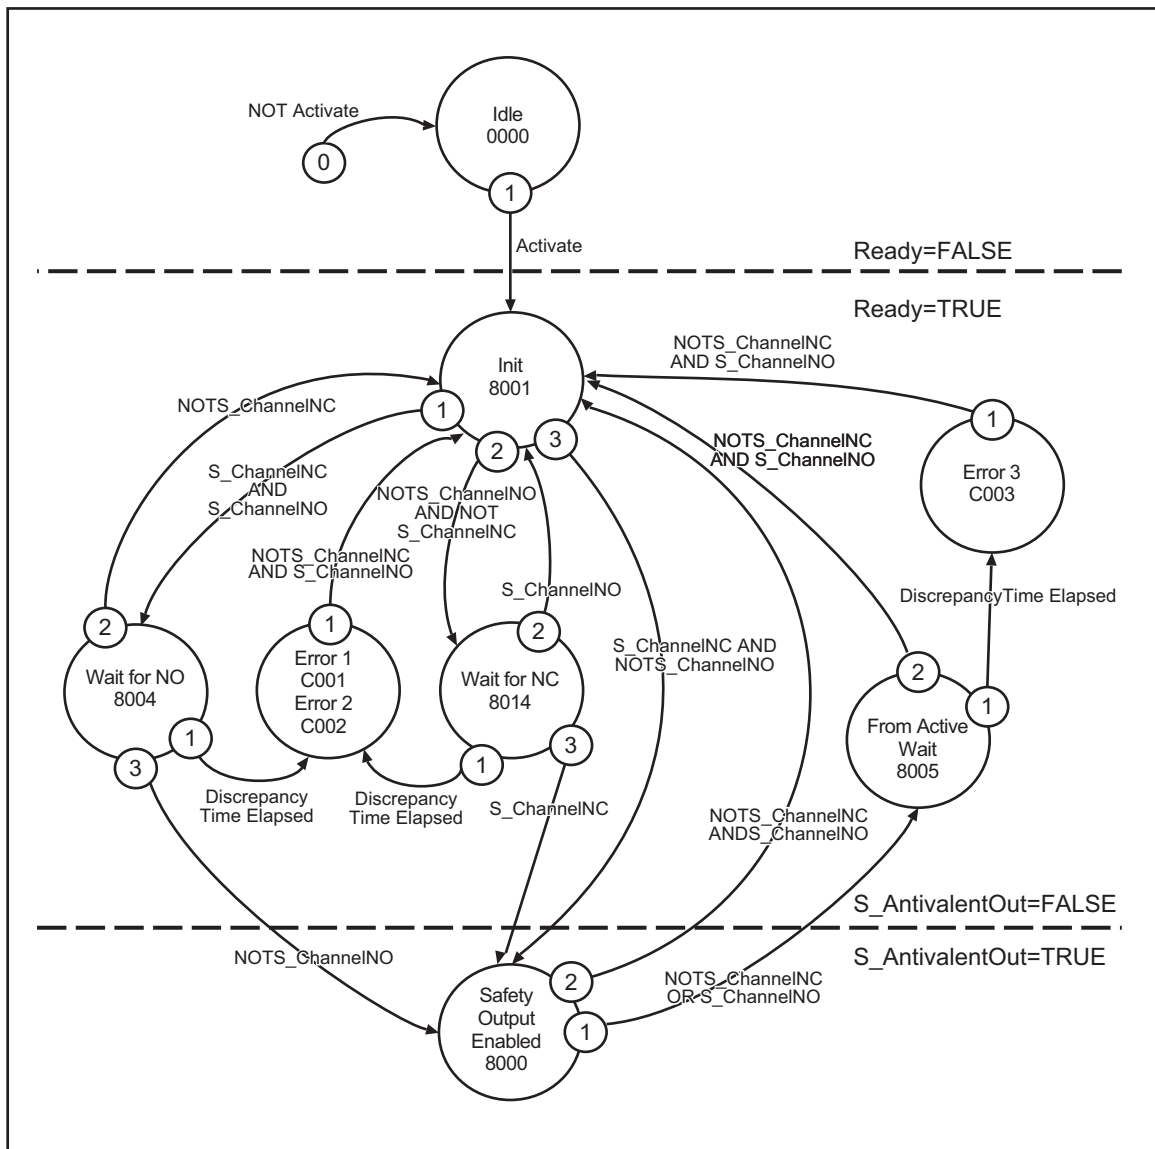 Idle
0000
NOT Activate
0
1
Activate
Ready=FALSE
Ready=TRUE
Init
8001
1
2
3
NOTS_ChannelNC
AND S_ChannelNO
1
Error 3
C003
NOTS_ChannelNC
S_ChannelNC
AND
S_ChannelNO
NOTS_ChannelNO
AND NOT
S_ChannelNC
NOTS_ChannelNC
AND S_ChannelNO
NOTS_ChannelNC
AND S_ChannelNO
S_ChannelNO
DiscrepancyTime Elapsed
2
Wait for NO
8004
1
3
1
Error 1
C001
Error 2
C002
2
Wait for NC
8014
1
3
S_ChannelNC AND
NOTS_ChannelNO
2
1
From Active
Wait
8005
Discrepancy
Time Elapsed
Discrepancy
Time Elapsed
S_ChannelNC
NOTS_ChannelNC
ANDS_ChannelNO
S_AntivalentOut=FALSE
S_AntivalentOut=TRUE
NOTS_ChannelNO
NOTS_ChannelNC
OR S_ChannelNO
2
1
Safety
Output
Enabled
8000